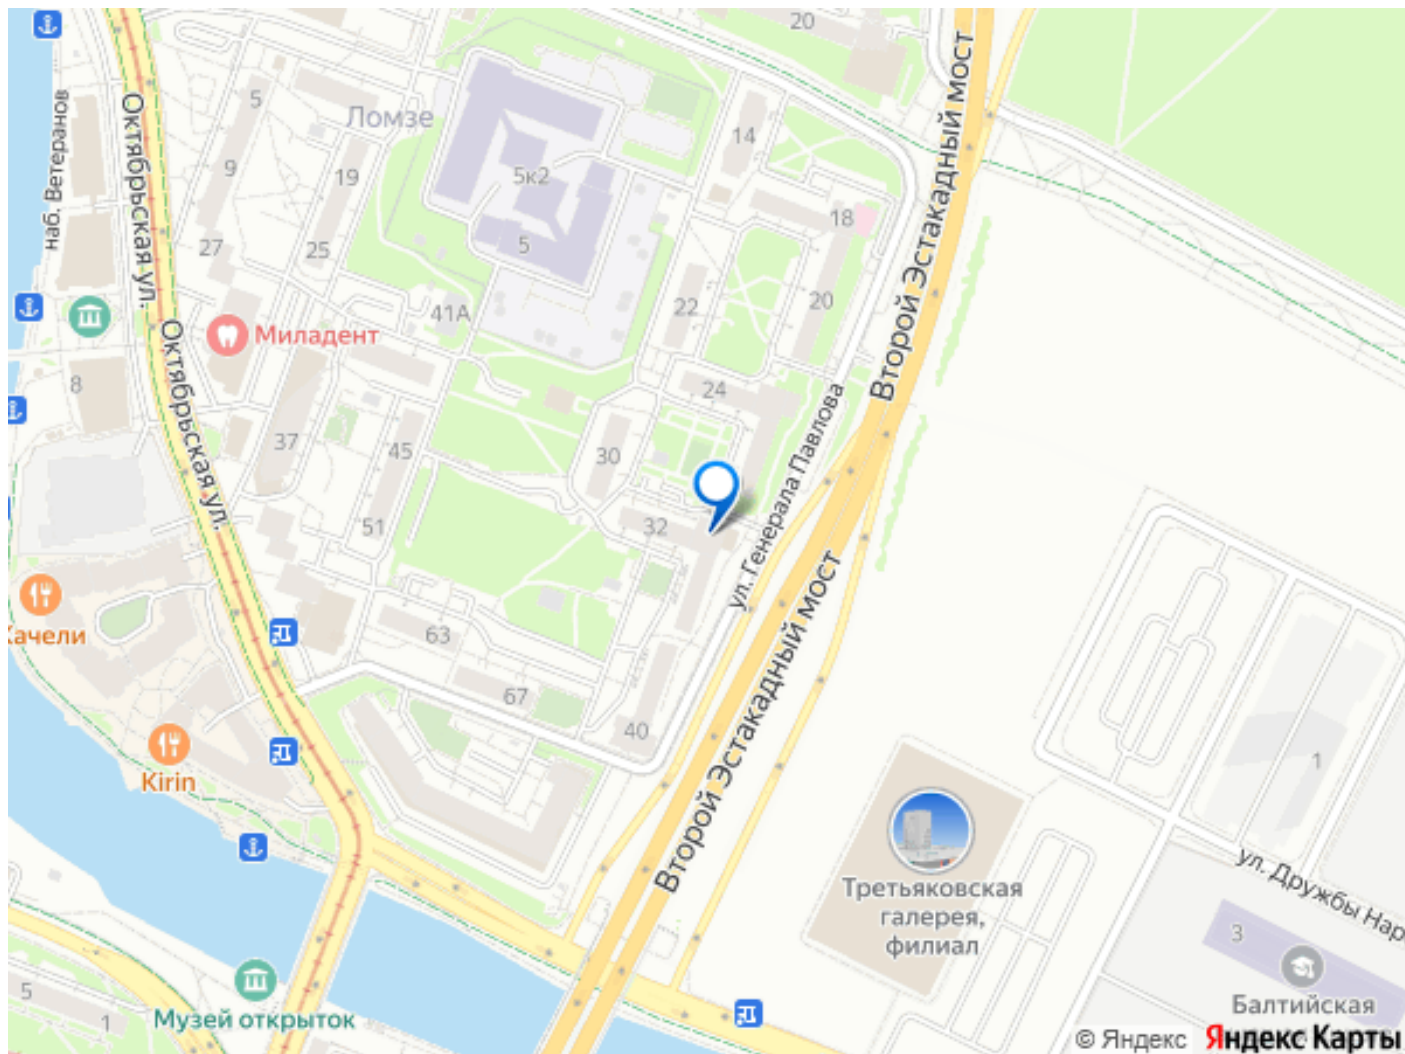 20
наб. Ветеранов
Октябрьская ул.
5
Ломзе
Второй Эстакадный мост
14
9
19
5к2
18
27
25
5
41А
22
20
Миладент
Октябрьская ул.
8
24
Второй Эстакадный мост
ул. Генерала Павлова
37
45
30
51
32
Качели
63
Второй Эстакадный мост
67
40
Kirin
1
Третьяковская
галерея,
филиал
ул. Дружбы Нар
3
5
1
Музей открыток
Балтийская
© Яндекс
Яндекс Карты